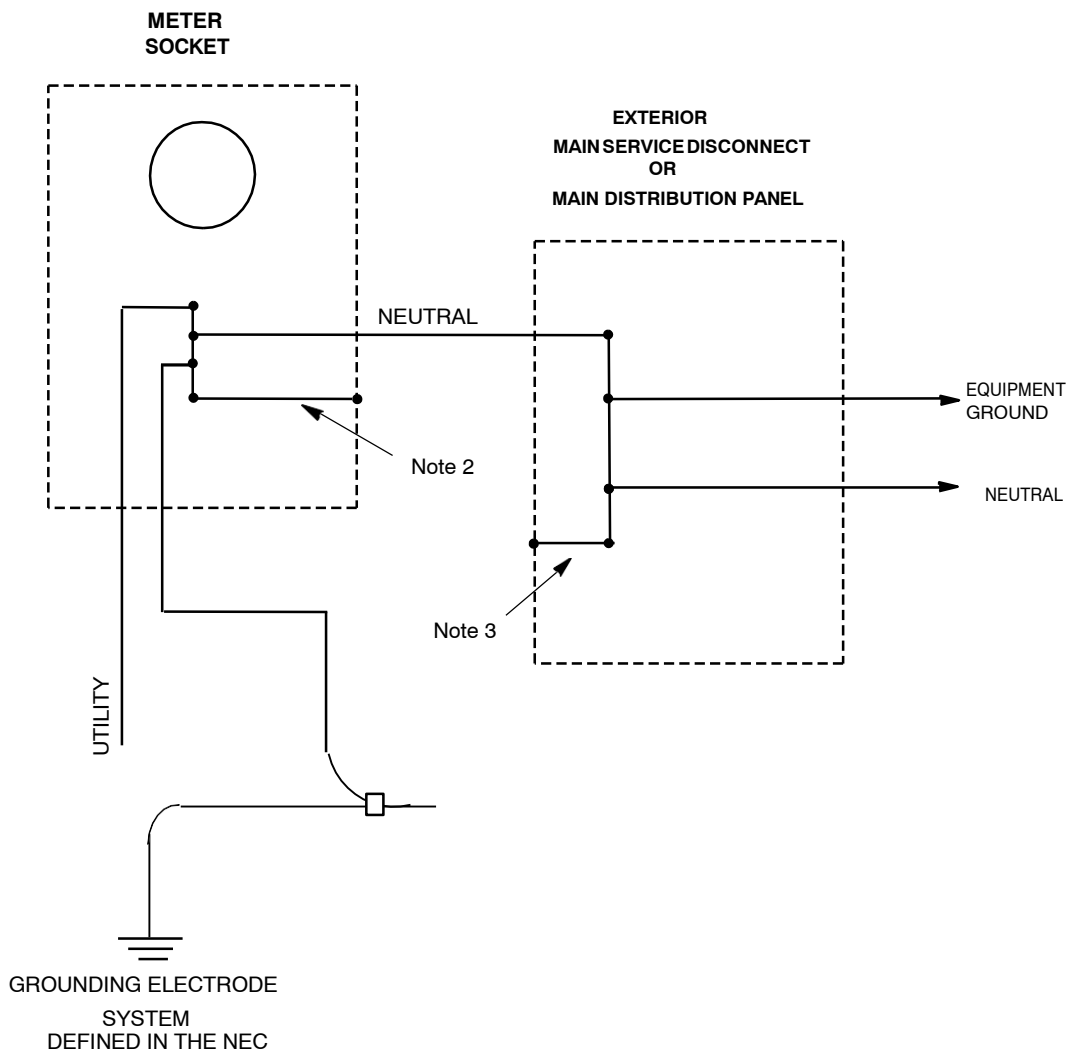 METER
SOCKET
EXTERIOR
MAIN SERVICE DISCONNECT
OR
MAIN DISTRIBUTION PANEL
NEUTRAL
EQUIPMENT
GROUND
Note 2
NEUTRAL
Note 3
UTILITY
GROUNDING ELECTRODE
SYSTEM
DEFINED IN THE NEC